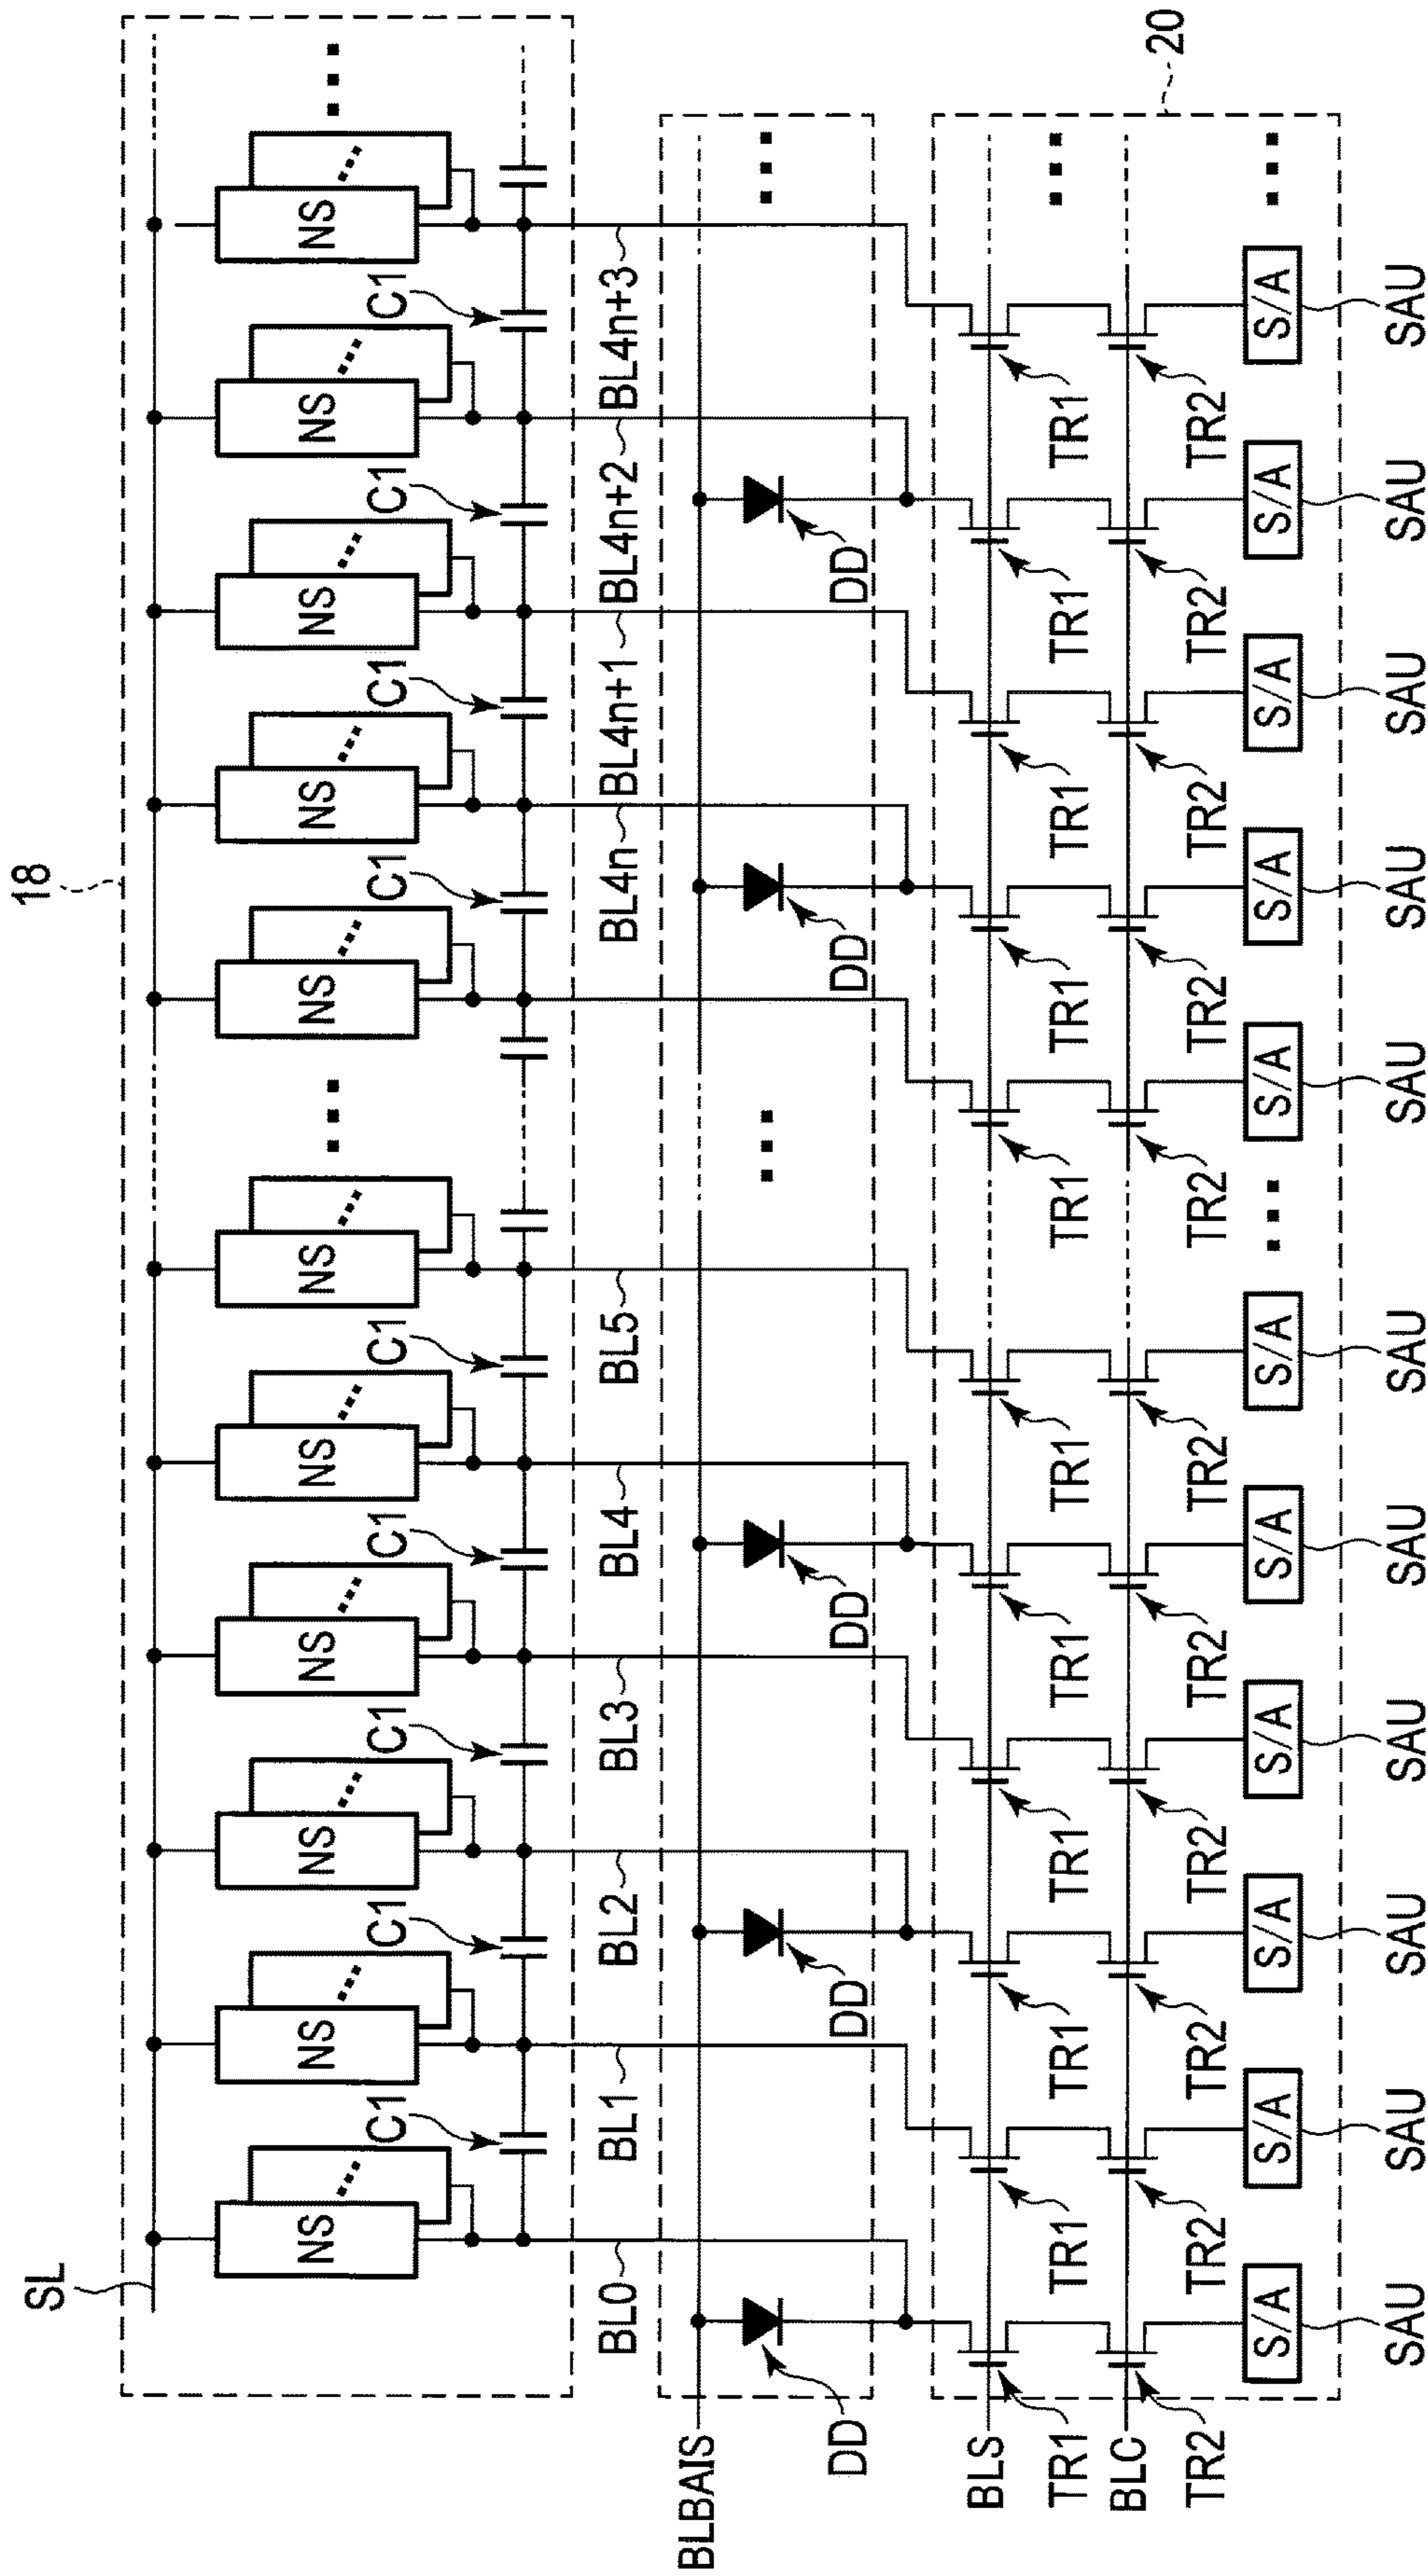 SL 18
NS NS NS NS NS NS NS NS NS NS NS
C1 C1 C1 C1 C1 C1 C1 C1 C1
BL0 BL1 BL2 BL3 BL4 BL5 BL4n BL4n+1 BL4n+2 BL4n+3
BLBAIS
DD DD DD DD DD
BLS
TR1 TR1 TR1 TR1 TR1 TR1 TR1 TR1 TR1 TR1 TR1
BLC
20
TR2 TR2 TR2 TR2 TR2 TR2 TR2 TR2 TR2 TR2 TR2
S/A S/A S/A S/A S/A S/A S/A S/A S/A S/A S/A
SAU SAU SAU SAU SAU SAU SAU SAU SAU SAU SAU